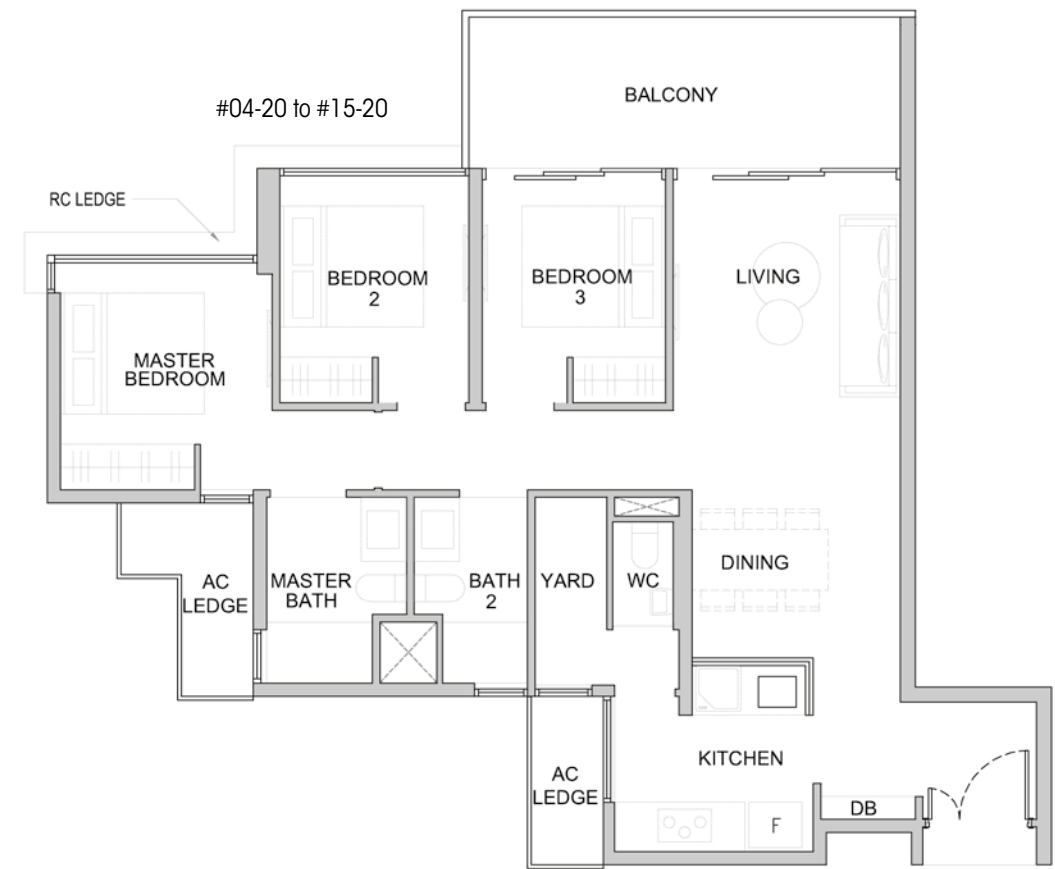 BALCONY
#04-20 to #15-20
RC LEDGE
BEDROOM
2
BEDROOM
3
LIVING
MASTER
BEDROOM
AC
LEDGE
MASTER
BATH
BATH
2
YARD
WC
DINING
KITCHEN
AC
LEDGE
F
DB